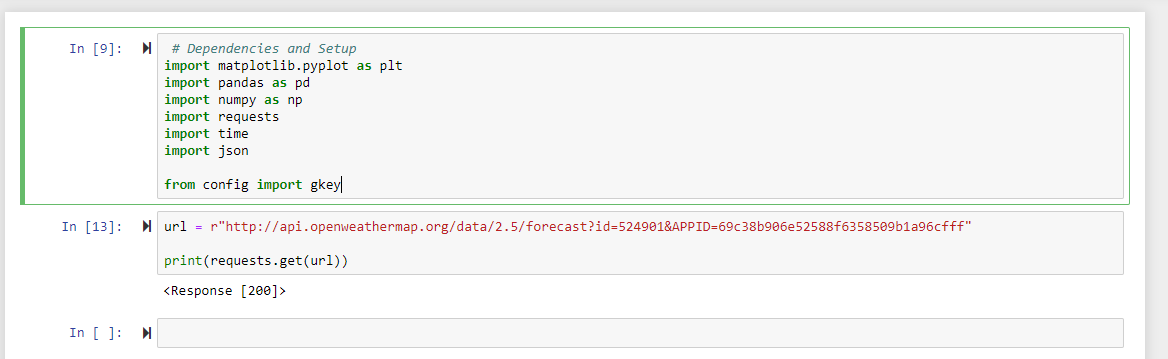 In [9]: # Dependencies and Setup
import matplotlib.pyplot as plt
import pandas as pd
import numpy as np
import requests
import time
import json
from config import gkey
In [13]: url = r"http://api.openweathermap.org/data/2.5/forecast?id=524901&APPID=69c38b906e52588f6358509b1a96cfff"
print(requests.get(url))
<Response [200]>
In [ ]: